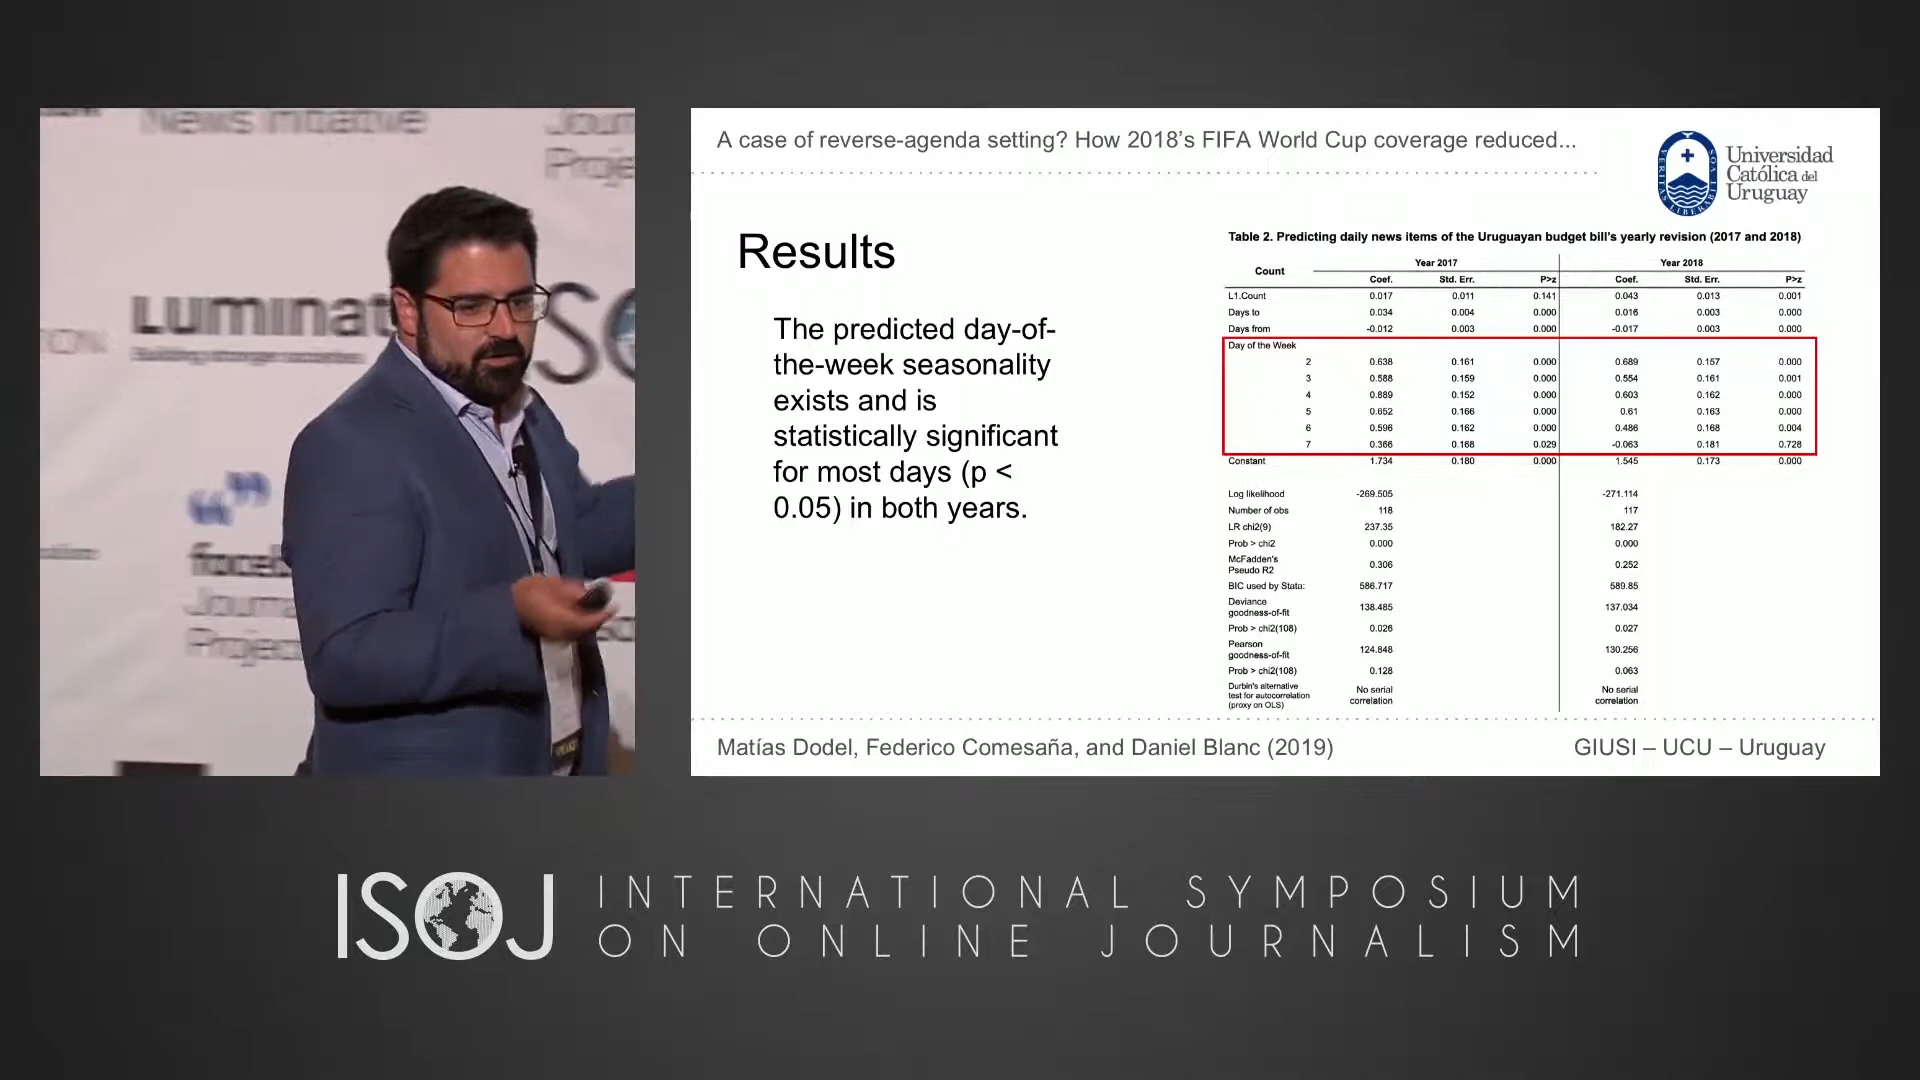 News Initiative
Luminat
Building stronger societies
SO
faceb
Journa
Project
Jour
Proje
A case of reverse-agenda setting? How 2018's FIFA World Cup coverage reduced...
Universidad
Católica del
Uruguay
Results
The predicted day-of-
the-week seasonality
exists and is
statistically significant
for most days (p <
0.05) in both years.
Table 2. Predicting daily news items of the Uruguayan budget bill's yearly revision (2017 and 2018)
Count Year 2017 Year 2018
Coef. Std. Err. P>z Coef. Std. Err. P>z
L1.Count 0.017 0.011 0.141 0.043 0.013 0.001
Days to 0.034 0.004 0.000 0.016 0.003 0.000
Days from -0.012 0.003 0.000 -0.017 0.003 0.000
Day of the Week
2 0.638 0.161 0.000 0.689 0.157 0.000
3 0.588 0.159 0.000 0.554 0.161 0.001
4 0.889 0.152 0.000 0.603 0.162 0.000
5 0.652 0.166 0.000 0.61 0.163 0.000
6 0.596 0.162 0.000 0.486 0.168 0.004
7 0.366 0.168 0.029 -0.063 0.181 0.728
Constant 1.734 0.180 0.000 1.545 0.173 0.000
Log likelihood -269.505 -271.114
Number of obs 118 117
LR chi2(9) 237.35 182.27
Prob > chi2 0.000 0.000
McFadden's
Pseudo R2 0.306 0.252
BIC used by Stata: 586.717 589.85
Deviance
goodness-of-fit 138.485 137.034
Prob > chi2(108) 0.026 0.027
Pearson
goodness-of-fit 124.848 130.256
Prob > chi2(108) 0.128 0.063
Durbin's alternative
test for autocorrelation
(proxy on OLS)
No serial
correlation
No serial
correlation
Matías Dodel, Federico Comesaña, and Daniel Blanc (2019)
GIUSI – UCU – Uruguay
ISOJ
INTERNATIONAL SYMPOSIUM
ON ONLINE JOURNALISM